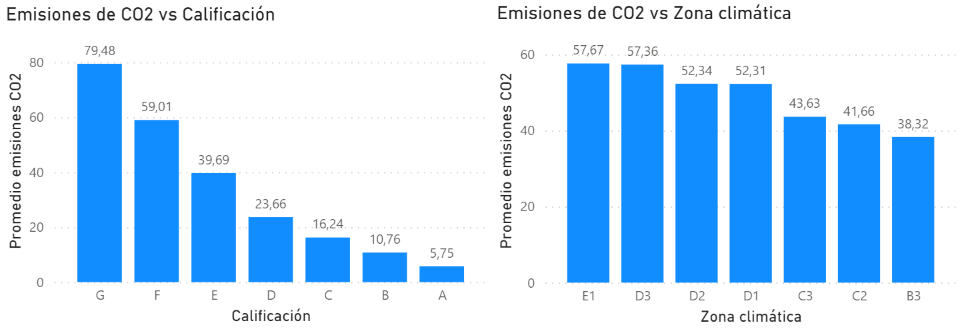 Emisiones de CO2 vs Calificación
Promedio emisiones CO2
80
60
40
20
0
79,48
59,01
39,69
23,66
16,24
10,76
5,75
G F E D C B A
Calificación
Emisiones de CO2 vs Zona climática
Promedio emisiones CO2
60
40
20
0
57,67
57,36
52,34
52,31
43,63
41,66
38,32
E1 D3 D2 D1 C3 C2 B3
Zona climática